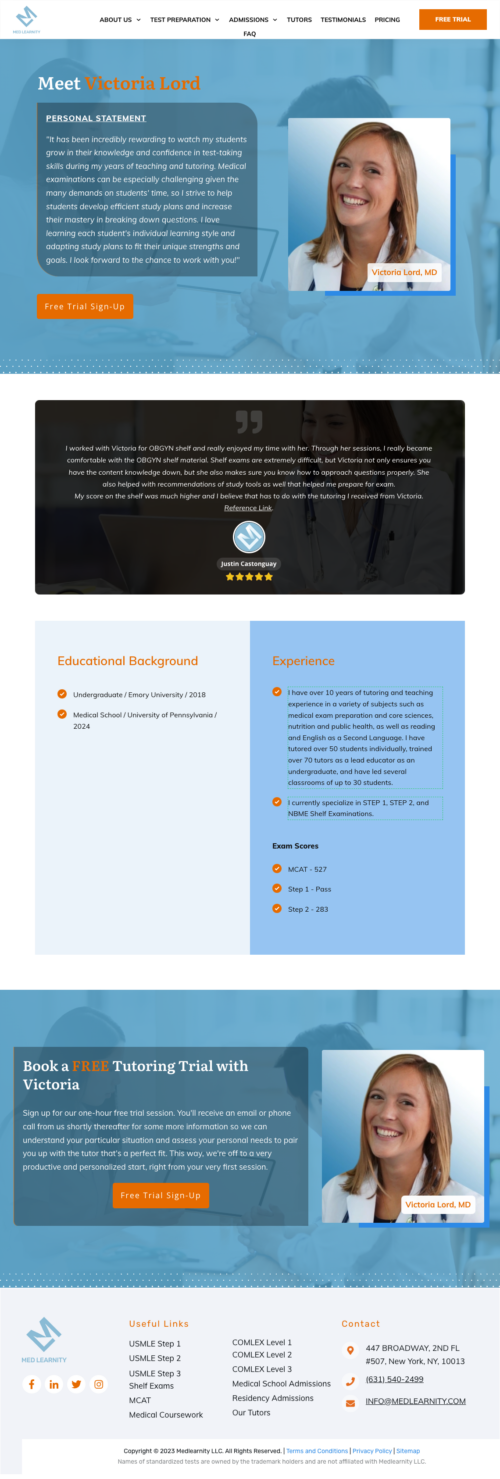 MED LEARNITY
ABOUT US
TEST PREPARATION
ADMISSIONS
TUTORS
TESTIMONIALS
PRICING
FAQ
FREE TRIAL
Meet Victoria Lord
PERSONAL STATEMENT
"It has been incredibly rewarding to watch my students
grow in their knowledge and confidence in test-taking
skills during my years of teaching and tutoring. Medical
examinations can be especially challenging given the
many demands on students' time, so I strive to help
students develop efficient study plans and increase
their mastery in breaking down questions. I love
learning each student's individual learning style and
adapting study plans to fit their unique strengths and
goals. I look forward to the chance to work with you!"
Victoria Lord, MD
Free Trial Sign-Up
I worked with Victoria for OBGYN shelf and really enjoyed my time with her. Through her sessions, I really became
comfortable with the OBGYN shelf material. Shelf exams are extremely difficult, but Victoria not only ensures you
have the content knowledge down, but she also makes sure you know how to approach questions properly. She
also helped with recommendations of study tools as well that helped me prepare for exam.
My score on the shelf was much higher and I believe that has to do with the tutoring I received from Victoria.
Reference Link.
Justin Castonguay
Educational Background
Undergraduate / Emory University / 2018
Medical School / University of Pennsylvania /
2024
Experience
I have over 10 years of tutoring and teaching
experience in a variety of subjects such as
medical exam preparation and core sciences,
nutrition and public health, as well as reading
and English as a Second Language. I have
tutored over 50 students individually, trained
over 70 tutors as a lead educator as an
undergraduate, and have led several
classrooms of up to 30 students.
I currently specialize in STEP 1, STEP 2, and
NBME Shelf Examinations.
Exam Scores
MCAT - 527
Step 1 - Pass
Step 2 - 283
Book a FREE Tutoring Trial with
Victoria
Sign up for our one-hour free trial session. You'll receive an email or phone
call from us shortly thereafter for some more information so we can
understand your particular situation and assess your personal needs to pair
you up with the tutor that's a perfect fit. This way, we're off to a very
productive and personalized start, right from your very first session.
Free Trial Sign-Up
Victoria Lord, MD
MED LEARNITY
Useful Links
USMLE Step 1
USMLE Step 2
USMLE Step 3
Shelf Exams
MCAT
Medical Coursework
COMLEX Level 1
COMLEX Level 2
COMLEX Level 3
Medical School Admissions
Residency Admissions
Our Tutors
Contact
447 BROADWAY, 2ND FL
#507, New York, NY, 10013
(631) 540-2499
INFO@MEDLEARNITY.COM
Copyright © 2023 Medlearnity LLC. All Rights Reserved. | Terms and Conditions | Privacy Policy | Sitemap
Names of standardized tests are owned by the trademark holders and are not affiliated with Medlearnity LLC.